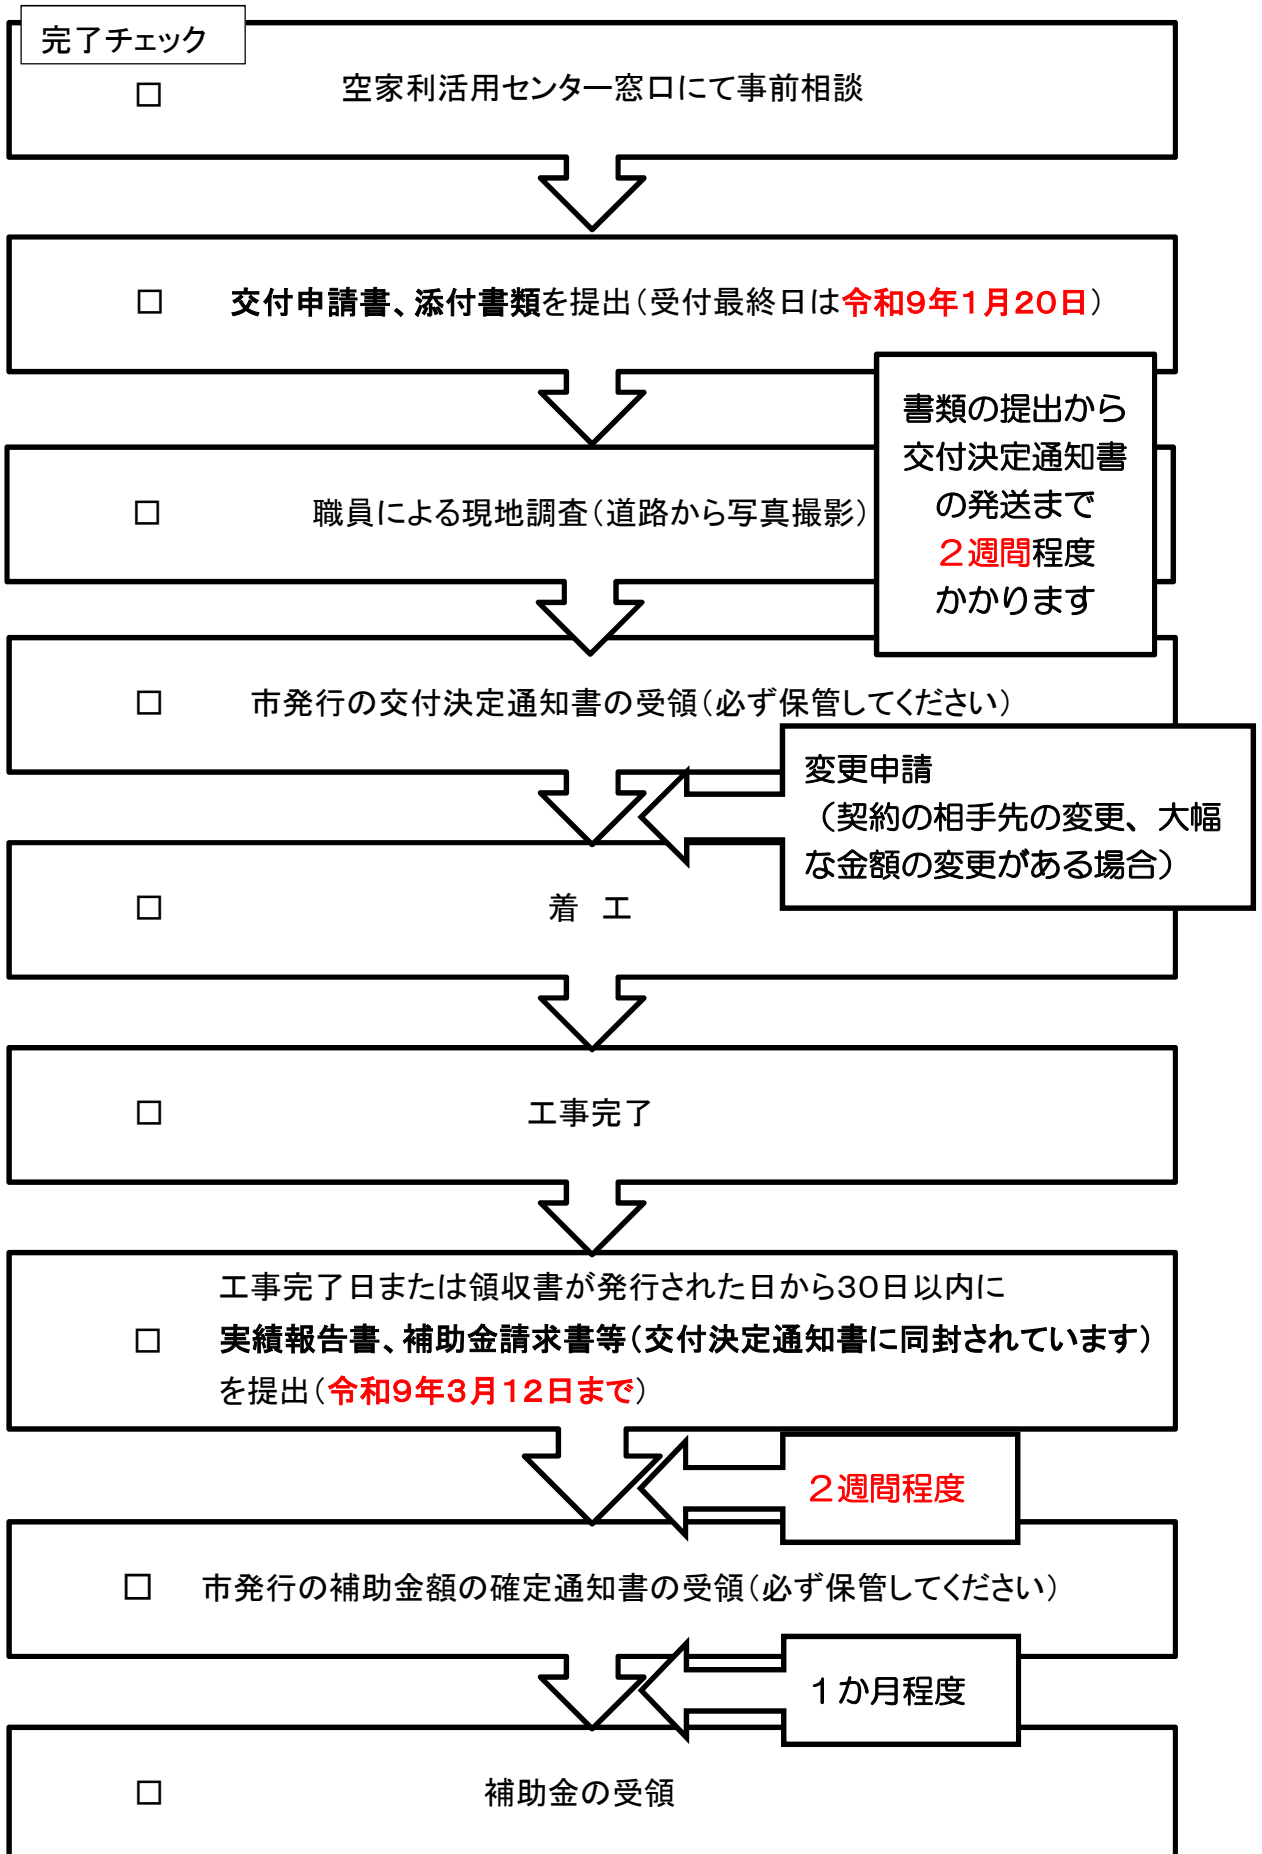 完了チェック
□ 空家利活用センター窓口にて事前相談
□ 交付申請書、添付書類を提出（受付最終日は令和9年1月20日）
書類の提出から
交付決定通知書
の発送まで
２週間程度
かかります
□ 職員による現地調査（道路から写真撮影）
□ 市発行の交付決定通知書の受領（必ず保管してください）
変更申請
（契約の相手先の変更、大幅
な金額の変更がある場合）
□ 着　工
□ 工事完了
工事完了日または領収書が発行された日から30日以内に
□ 実績報告書、補助金請求書等（交付決定通知書に同封されています）
を提出（令和9年3月12日まで）
２週間程度
□ 市発行の補助金額の確定通知書の受領（必ず保管してください）
１か月程度
□ 補助金の受領